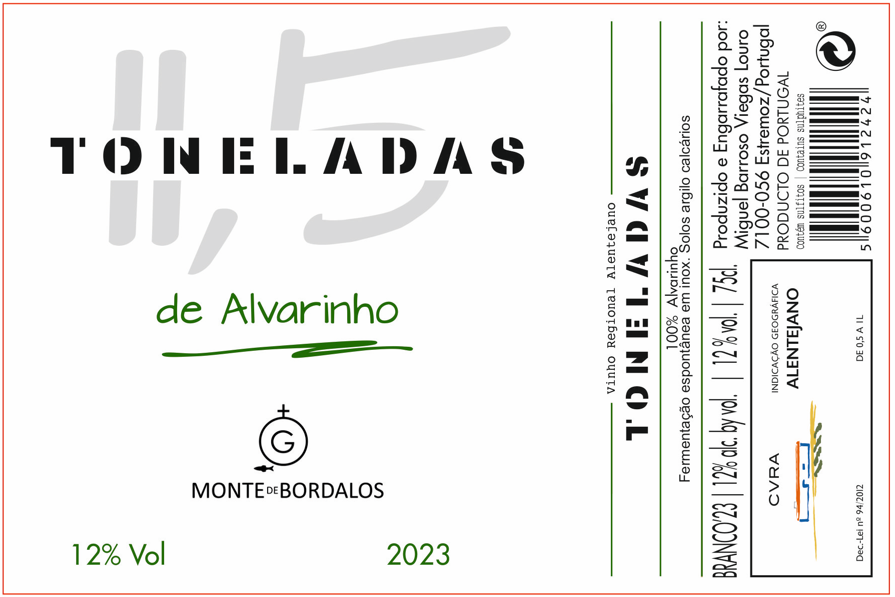 11,5
TONELADAS
de Alvarinho
G
MONTE DE BORDALOS
12% Vol
2023
Vinho Regional Alentejano
TONELADAS
100% Alvarinho
Fermentação espontânea em inox. Solos argilo calcários
BRANCO'23 | 12% alc. by vol. | 12 % vol. | 75cl.
Produzido e Engarrafado por:
Miguel Barroso Viegas Louro
7100-056 Estremoz/Portugal
PRODUCTO DE PORTUGAL
Contém sulfitos | Contains sulphites
5 600610 912424
®
CVRA
INDICAÇÃO GEOGRÁFICA
ALENTEJANO
Dec.-Lei nº 94/2012
DE 0,5 A 1L